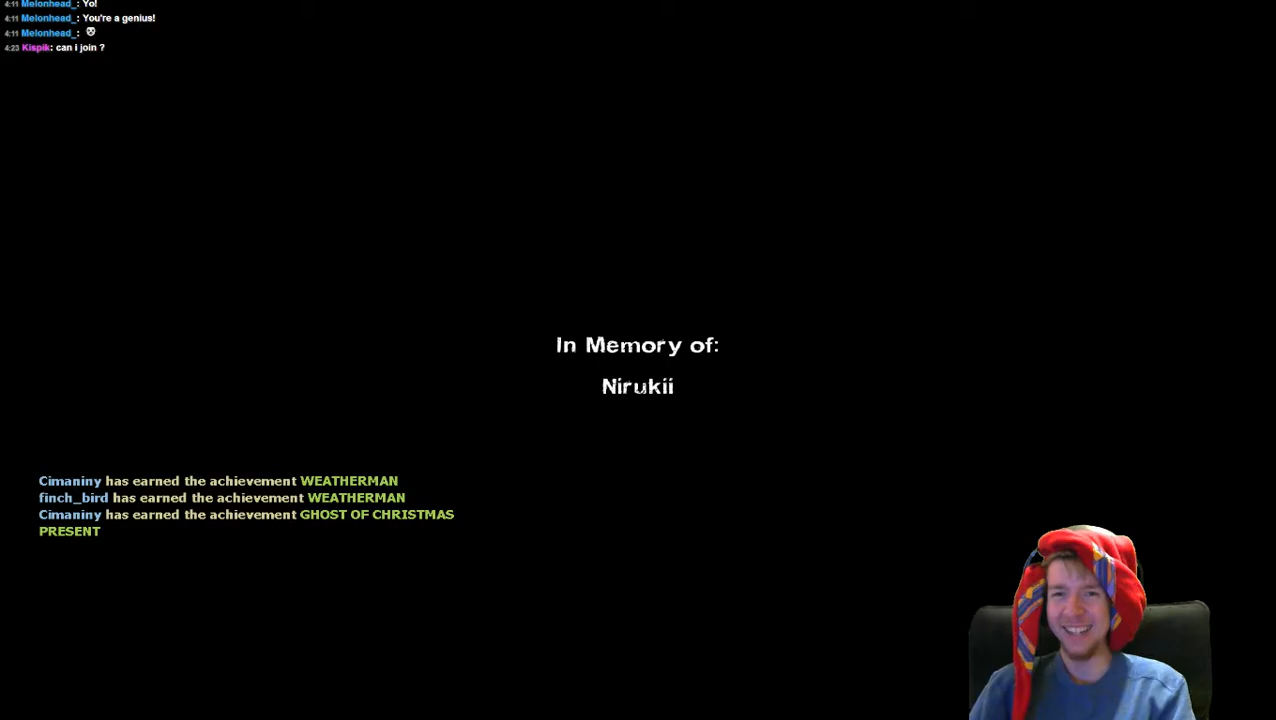 4:11 Melonhead_: Yo!
4:11 Melonhead_: You're a genius!
4:11 Melonhead_:
4:23 Kispik: can i join ?
In Memory of:
Nirukii
Cimaniny has earned the achievement WEATHERMAN
finch_bird has earned the achievement WEATHERMAN
Cimaniny has earned the achievement GHOST OF CHRISTMAS
PRESENT